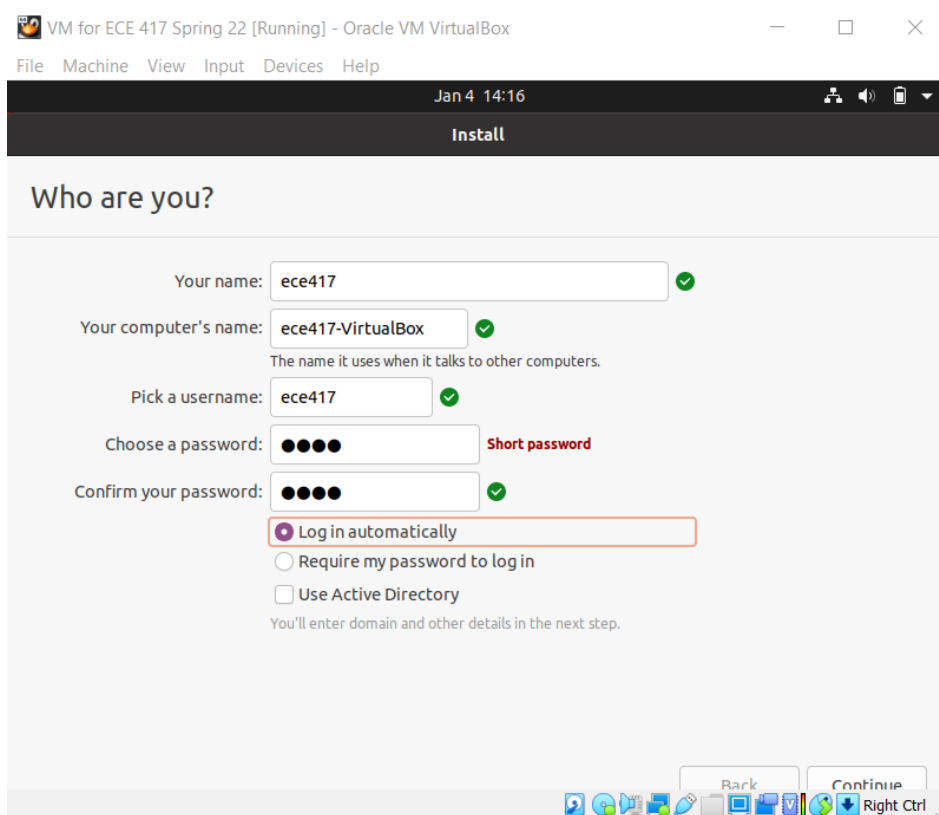 VM for ECE 417 Spring 22 [Running] - Oracle VM VirtualBox
File Machine View Input Devices Help
Jan 4 14:16
Install
Who are you?
Your name: ece417
Your computer's name: ece417-VirtualBox
The name it uses when it talks to other computers.
Pick a username: ece417
Choose a password: ●●●● Short password
Confirm your password: ●●●●
Log in automatically
Require my password to log in
Use Active Directory
You'll enter domain and other details in the next step.
Back Continue
Right Ctrl